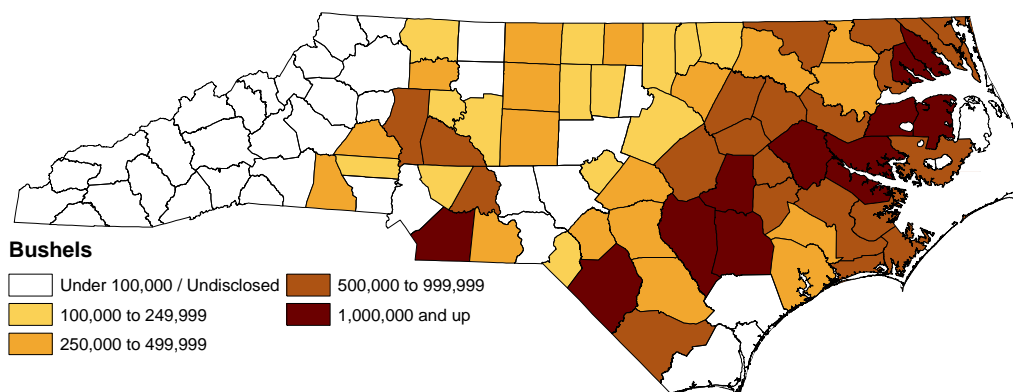 Bushels
Under 100,000 / Undisclosed
100,000 to 249,999
250,000 to 499,999
500,000 to 999,999
1,000,000 and up